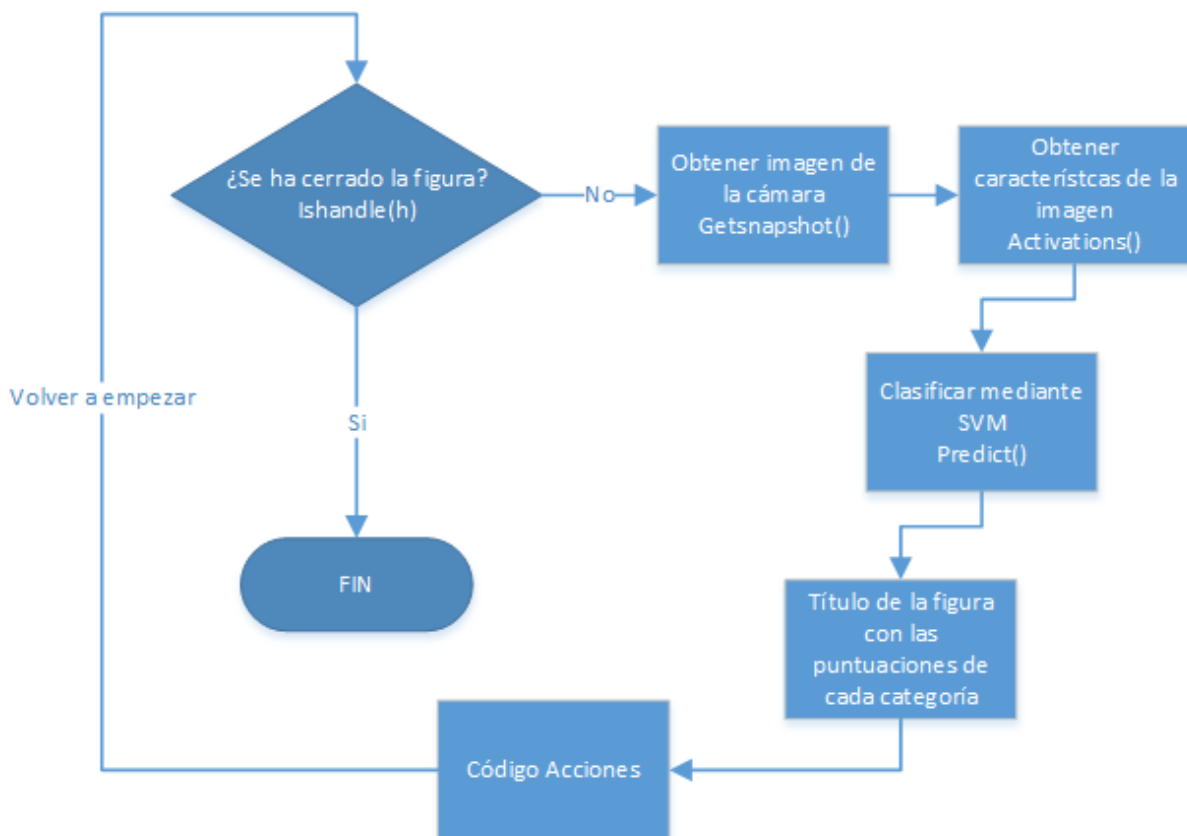 ¿Se ha cerrado la figura?
Ishandle(h)
No
Obtener imagen de
la cámara
Getsnapshot()
Obtener
característcas de la
imagen
Activations()
Clasificar mediante
SVM
Predict()
Título de la figura
con las
puntuaciones de
cada categoría
Código Acciones
Volver a empezar
Si
FIN